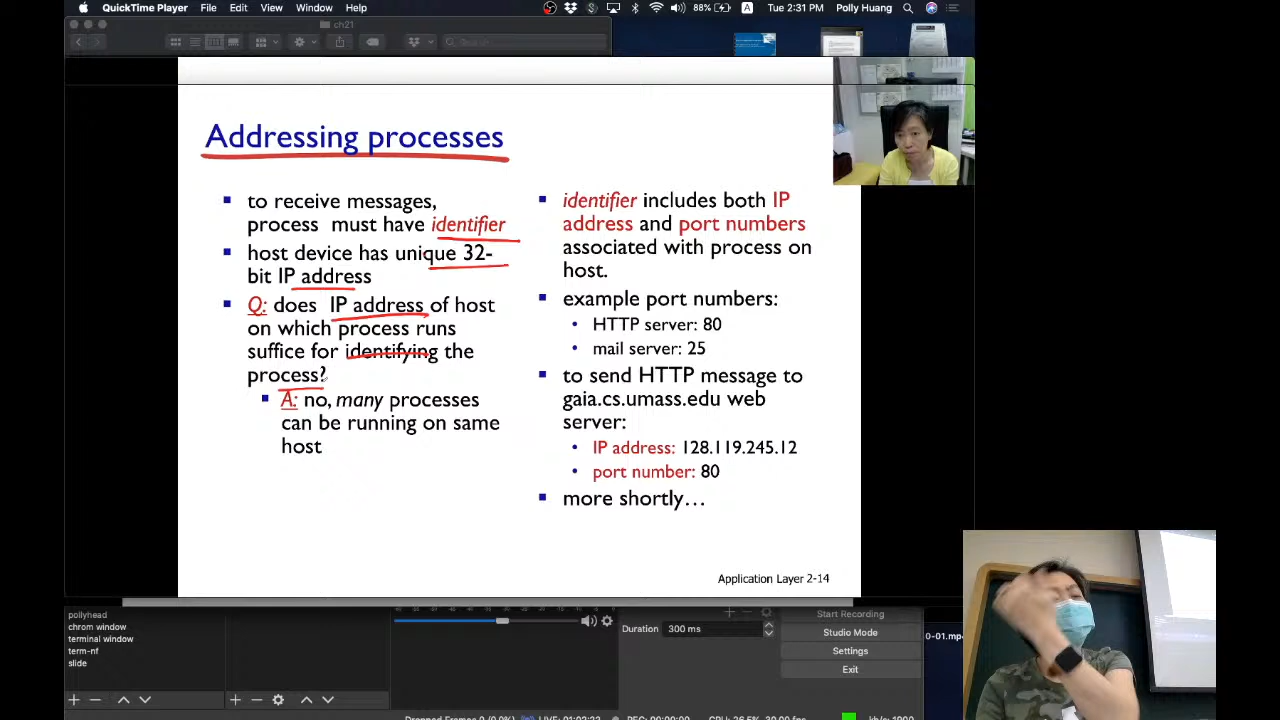 QuickTime Player File Edit View Window Help 88% A Tue 2:31 PM Polly Huang
ch21
Search
Addressing processes
to receive messages,
process must have identifier
host device has unique 32-
bit IP address
Q: does IP address of host
on which process runs
suffice for identifying the
process?
A: no, many processes
can be running on same
host
identifier includes both IP
address and port numbers
associated with process on
host.
example port numbers:
HTTP server: 80
mail server: 25
to send HTTP message to
gaia.cs.umass.edu web
server:
IP address: 128.119.245.12
port number: 80
more shortly…
Application Layer 2-14
pollyhead
chrom window
terminal window
term-nf
slide
Duration 300 ms
Start Recording
Studio Mode
Settings
Exit
0-01.mp